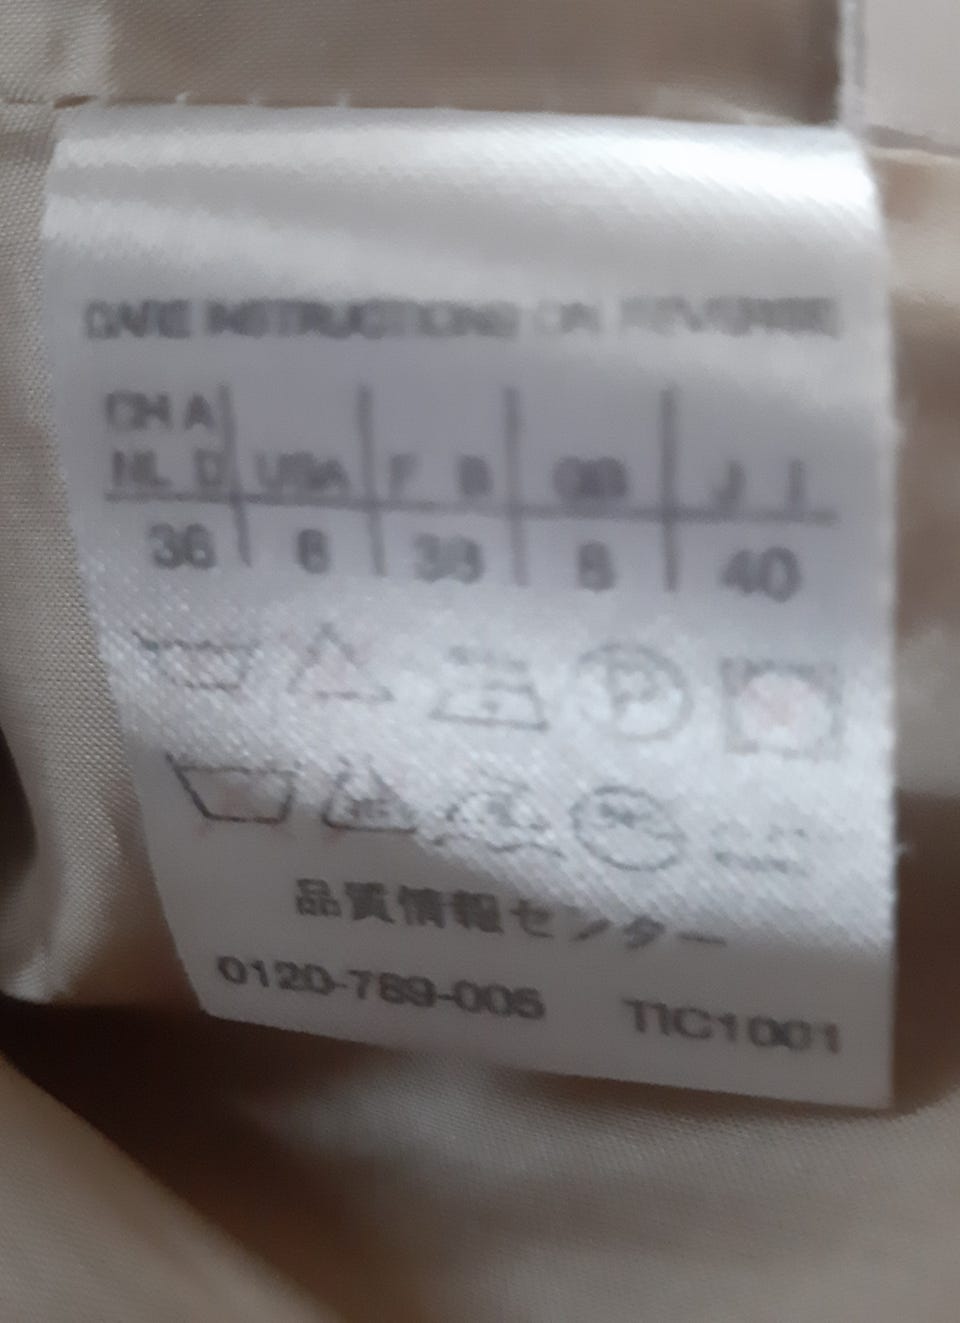 CARE INSTRUCTIONS ON REVERSE
CH A
NL D USA F B GB J I
36 6 38 8 40
品質情報センター
0120-789-005 TIC1001